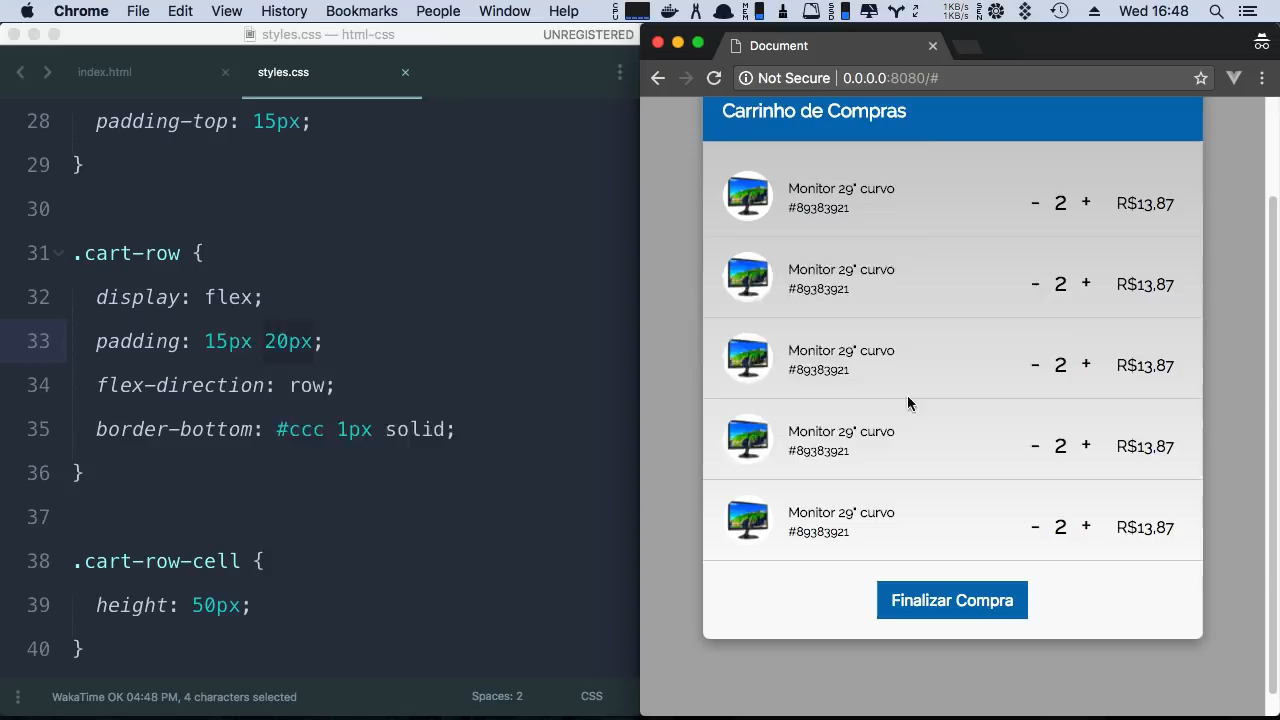 Chrome File Edit View History Bookmarks People Window Help Wed 16:48
1KB/s
1KB/s
styles.css — html-css UNREGISTERED
index.html styles.css
28 padding-top: 15px;
29 }
30
31 .cart-row {
32 display: flex;
33 padding: 15px 20px;
34 flex-direction: row;
35 border-bottom: #ccc 1px solid;
36 }
37
38 .cart-row-cell {
39 height: 50px;
40 }
WakaTime OK 04:48 PM, 4 characters selected Spaces: 2 CSS
Document
Not Secure 0.0.0.0:8080/#
Carrinho de Compras
Monitor 29" curvo
#89383921
- 2 + R$13,87
Monitor 29" curvo
#89383921
- 2 + R$13,87
Monitor 29" curvo
#89383921
- 2 + R$13,87
Monitor 29" curvo
#89383921
- 2 + R$13,87
Monitor 29" curvo
#89383921
- 2 + R$13,87
Finalizar Compra